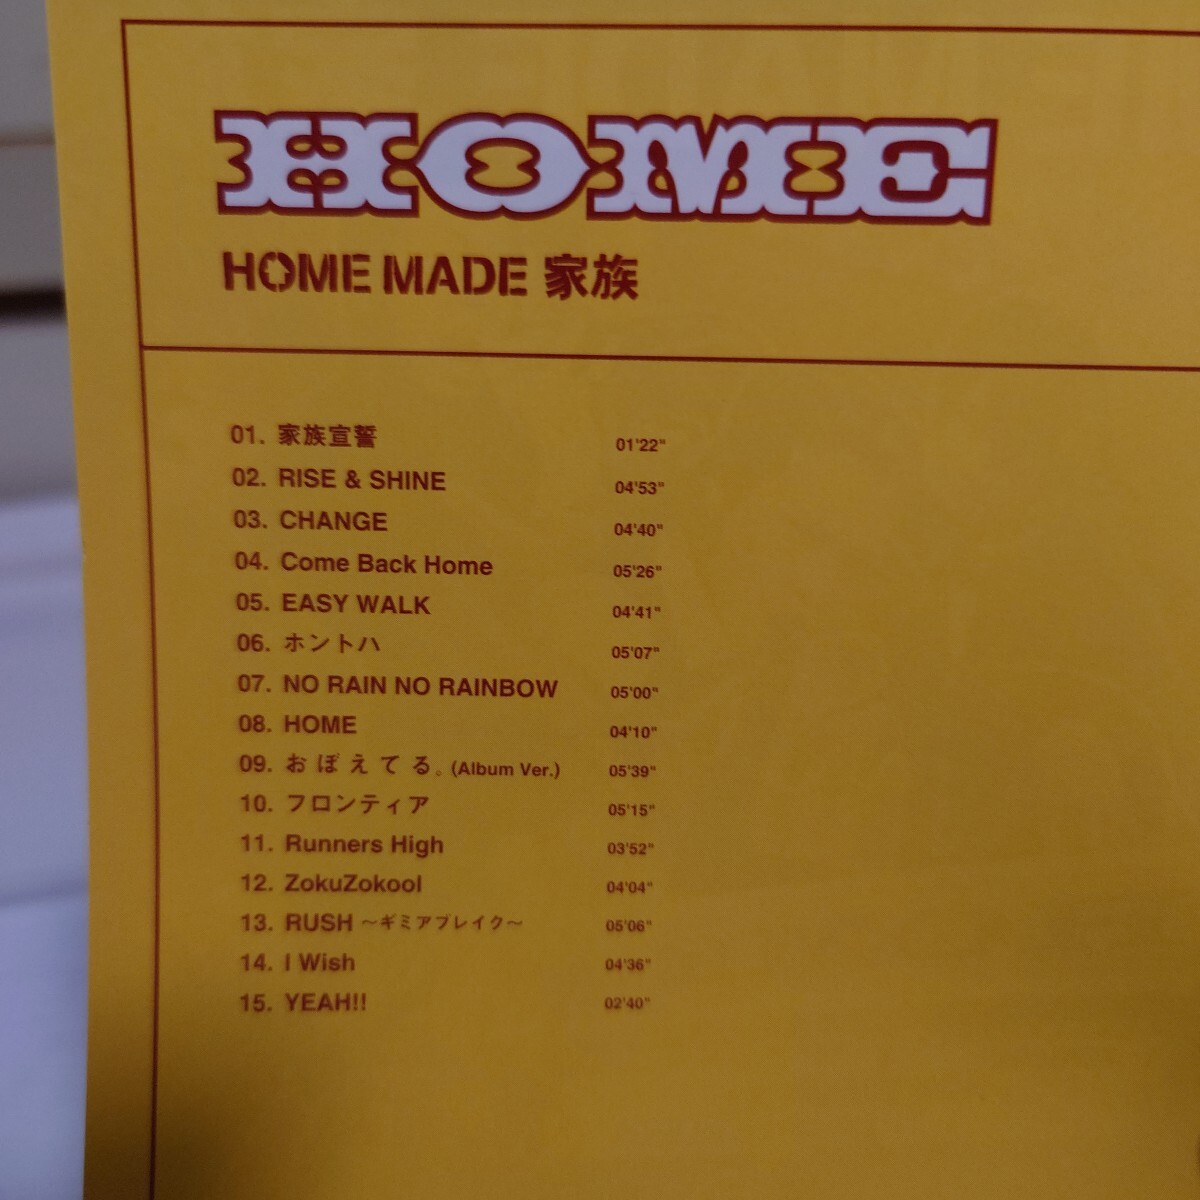 HOME
HOME MADE 家族
01. 家族宣誓 01'22"
02. RISE & SHINE 04'53"
03. CHANGE 04'40"
04. Come Back Home 05'26"
05. EASY WALK 04'41"
06. ホントハ 05'07"
07. NO RAIN NO RAINBOW 05'00"
08. HOME 04'10"
09. おぼえてる。(Album Ver.) 05'39"
10. フロンティア 05'15"
11. Runners High 03'52"
12. ZokuZokool 04'04"
13. RUSH ～ギミアブレイク～ 05'06"
14. I Wish 04'36"
15. YEAH!! 02'40"